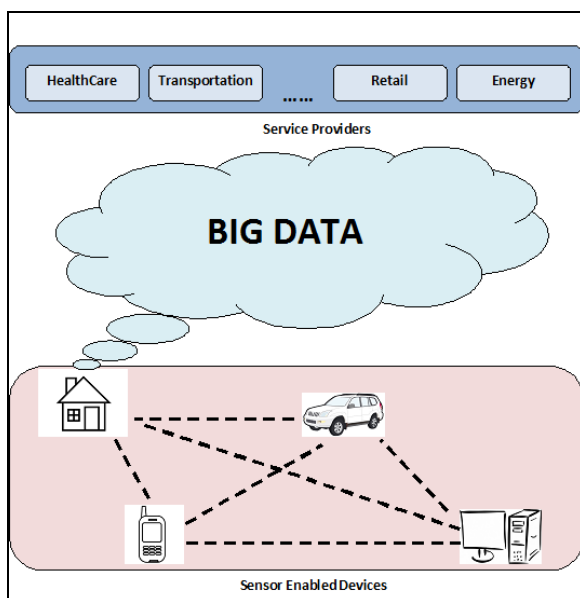 HealthCare
Transportation
......
Retail
Energy
Service Providers
BIG DATA
Sensor Enabled Devices